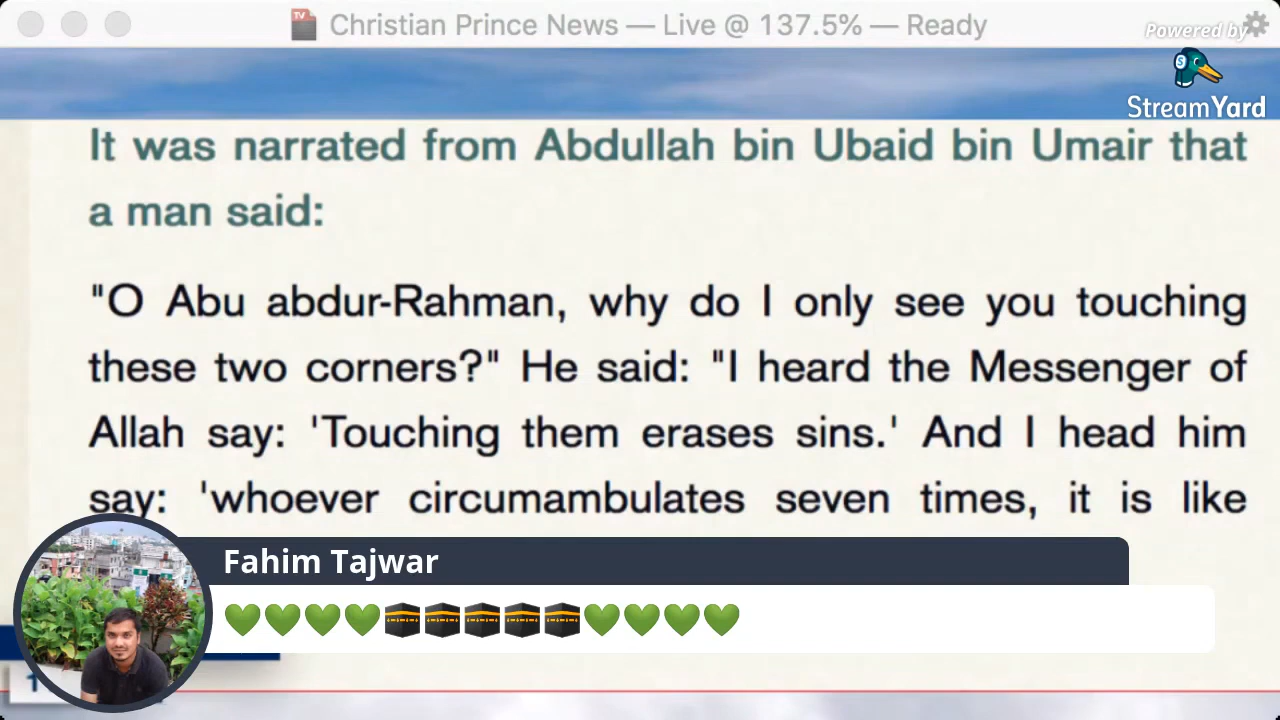 Christian Prince News — Live @ 137.5% — Ready
Powered by
StreamYard
It was narrated from Abdullah bin Ubaid bin Umair that
a man said:
"O Abu abdur-Rahman, why do I only see you touching
these two corners?" He said: "I heard the Messenger of
Allah say: 'Touching them erases sins.' And I head him
say: 'whoever circumambulates seven times, it is like
Fahim Tajwar
💚💚💚💚🕋🕋🕋🕋🕋💚💚💚💚